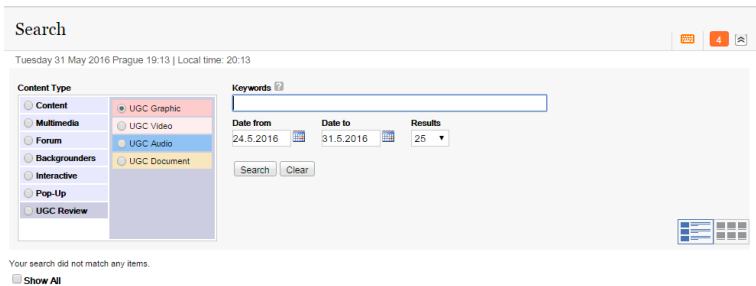 Search
4
Tuesday 31 May 2016 Prague 19:13 | Local time: 20:13
Content Type
Content
Multimedia
Forum
Backgrounders
Interactive
Pop-Up
UGC Review
UGC Graphic
UGC Video
UGC Audio
UGC Document
Keywords ?
Date from Date to Results
24.5.2016 31.5.2016 25
Search Clear
Your search did not match any items.
Show All